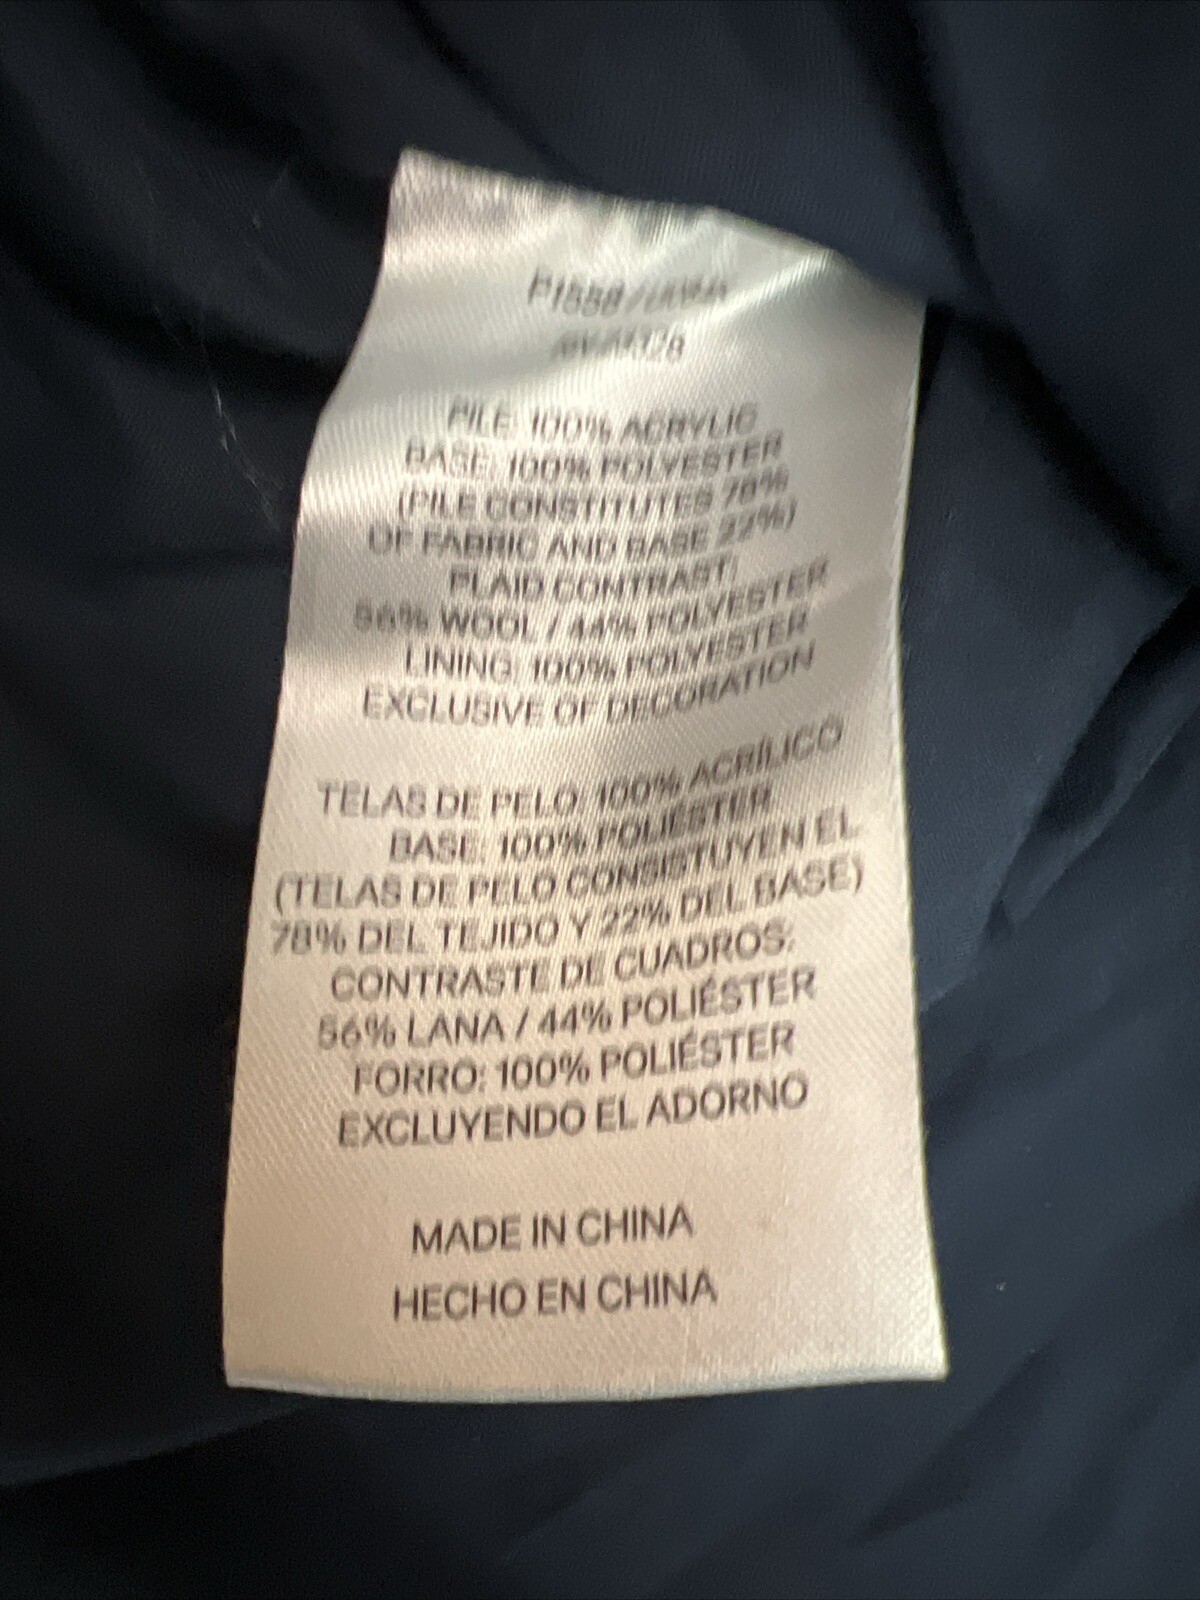 PILE: 100% ACRYLIC
BASE: 100% POLYESTER
(PILE CONSTITUTES 78%
OF FABRIC AND BASE 22%)
PLAID CONTRAST:
56% WOOL / 44% POLYESTER
LINING: 100% POLYESTER
EXCLUSIVE OF DECORATION
TELAS DE PELO: 100% ACRÍLICO
BASE: 100% POLIÉSTER
(TELAS DE PELO CONSISTUYEN EL
78% DEL TEJIDO Y 22% DEL BASE)
CONTRASTE DE CUADROS:
56% LANA / 44% POLIÉSTER
FORRO: 100% POLIÉSTER
EXCLUYENDO EL ADORNO
MADE IN CHINA
HECHO EN CHINA